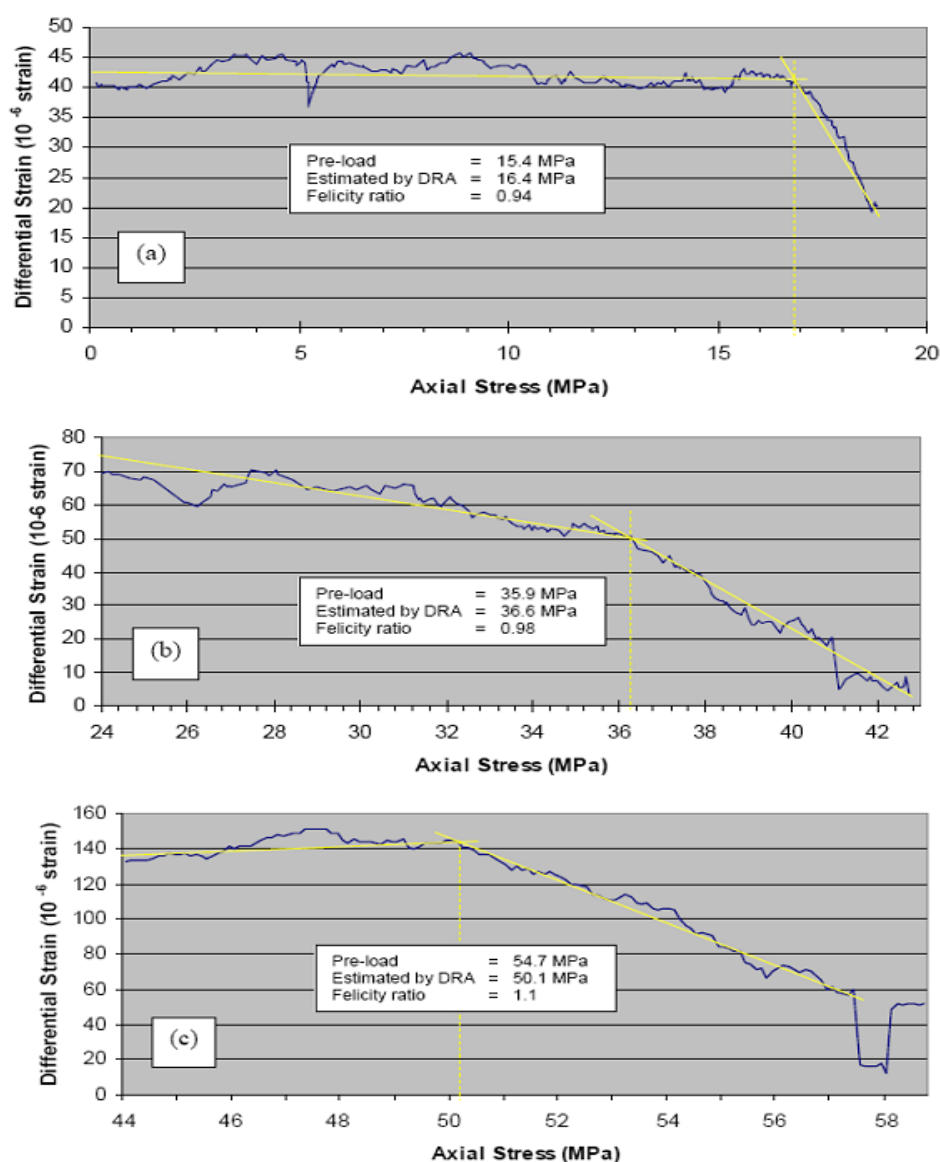 50
45
40
35
30
25
20
15
10
5
0
Differential Strain (10 -6 strain)
Pre-load = 15.4 MPa
Estimated by DRA = 16.4 MPa
Felicity ratio = 0.94
(a)
0 5 10 15 20
Axial Stress (MPa)
80
70
60
50
40
30
20
10
0
Differential Strain (10-6 strain)
Pre-load = 35.9 MPa
Estimated by DRA = 36.6 MPa
Felicity ratio = 0.98
(b)
24 26 28 30 32 34 36 38 40 42
Axial Stress (MPa)
160
140
120
100
80
60
40
20
0
Differential Strain (10 -6 strain)
Pre-load = 54.7 MPa
Estimated by DRA = 50.1 MPa
Felicity ratio = 1.1
(c)
44 46 48 50 52 54 56 58
Axial Stress (MPa)